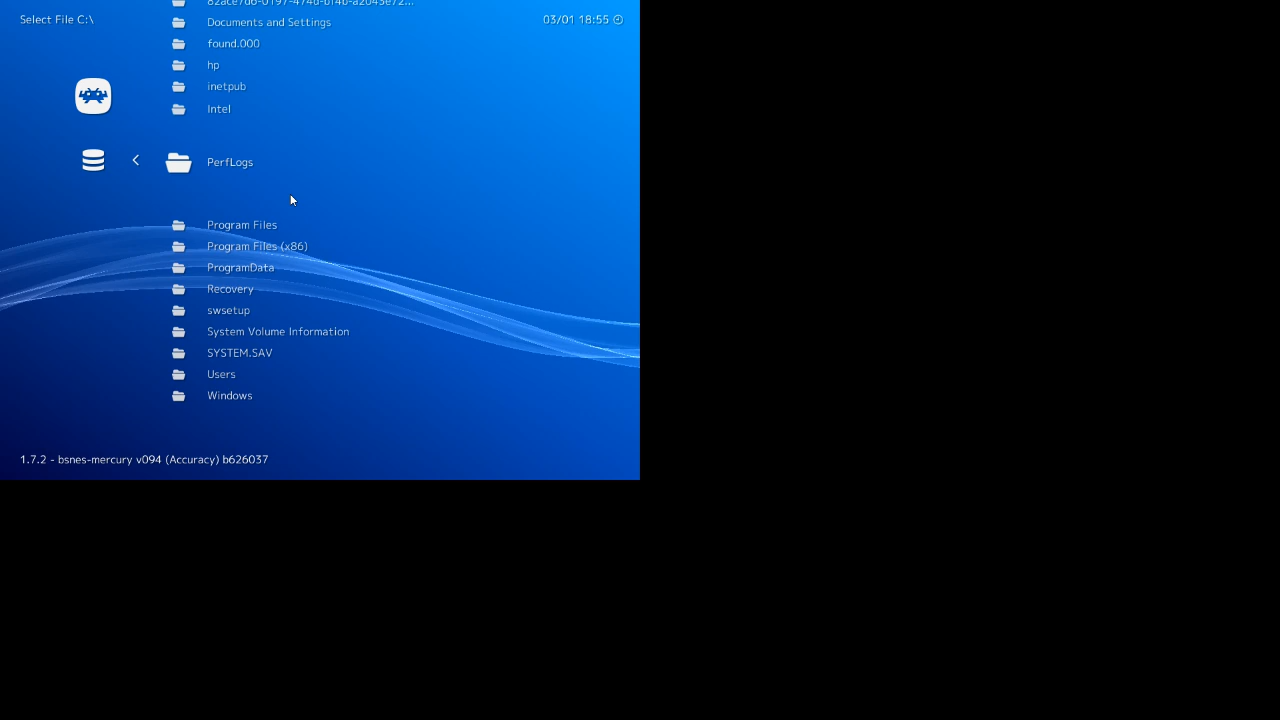 Select File C:\
03/01 18:55
Documents and Settings
found.000
hp
inetpub
Intel
PerfLogs
Program Files
Program Files (x86)
ProgramData
Recovery
swsetup
System Volume Information
SYSTEM.SAV
Users
Windows
1.7.2 - bsnes-mercury v094 (Accuracy) b626037